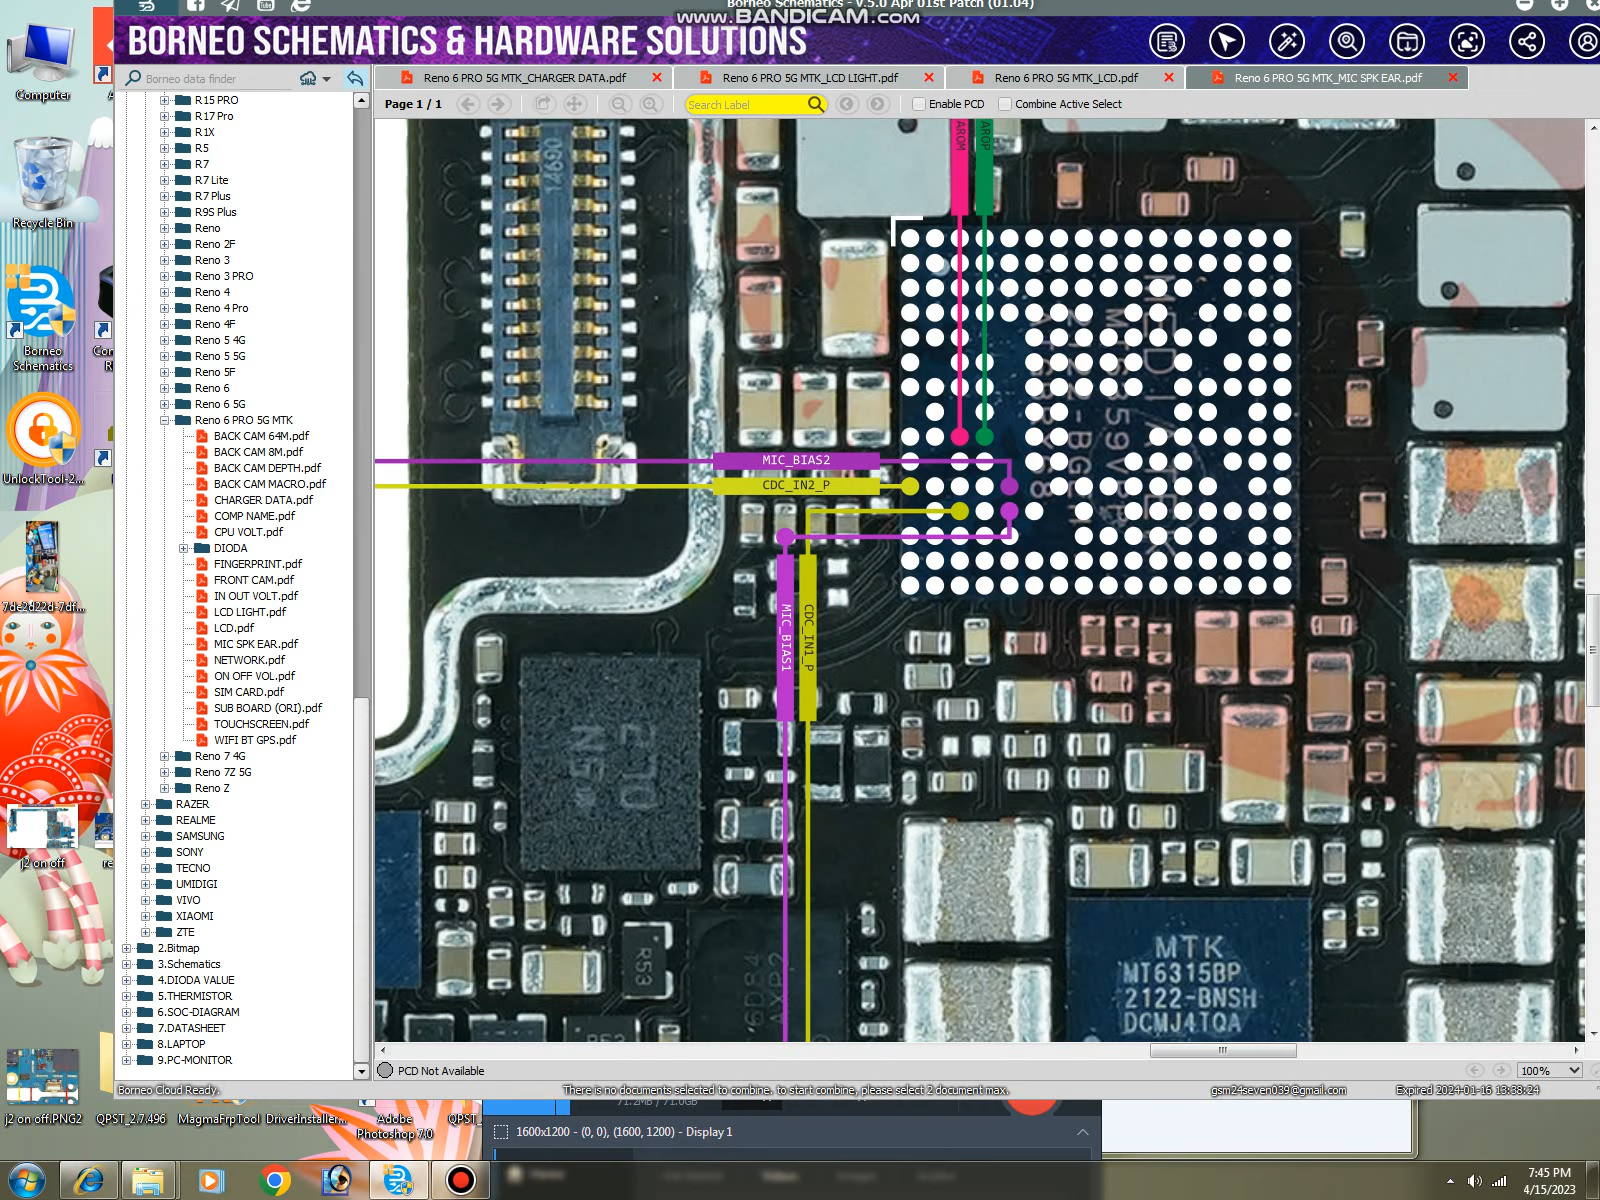 Borneo Schematics - v.5.0 Apr 01st Patch (01.04)
www.BANDICAM.com
BORNEO SCHEMATICS & HARDWARE SOLUTIONS
Borneo data finder
Reno 6 PRO 5G MTK_CHARGER DATA.pdf
Reno 6 PRO 5G MTK_LCD LIGHT.pdf
Reno 6 PRO 5G MTK_LCD.pdf
Reno 6 PRO 5G MTK_MIC SPK EAR.pdf
Page 1 / 1
Search Label
Enable PCD
Combine Active Select
R15 PRO
R17 Pro
R1X
R5
R7
R7 Lite
R7 Plus
R9S Plus
Reno
Reno 2F
Reno 3
Reno 3 PRO
Reno 4
Reno 4 Pro
Reno 4F
Reno 5 4G
Reno 5 5G
Reno 5F
Reno 6
Reno 6 5G
Reno 6 PRO 5G MTK
BACK CAM 64M.pdf
BACK CAM 8M.pdf
BACK CAM DEPTH.pdf
BACK CAM MACRO.pdf
CHARGER DATA.pdf
COMP NAME.pdf
CPU VOLT.pdf
DIODA
FINGERPRINT.pdf
FRONT CAM.pdf
IN OUT VOLT.pdf
LCD LIGHT.pdf
LCD.pdf
MIC SPK EAR.pdf
NETWORK.pdf
ON OFF VOL.pdf
SIM CARD.pdf
SUB BOARD (ORI).pdf
TOUCHSCREEN.pdf
WIFI BT GPS.pdf
Reno 7 4G
Reno 7Z 5G
Reno Z
RAZER
REALME
SAMSUNG
SONY
TECNO
UMIDIGI
VIVO
XIAOMI
ZTE
2.Bitmap
3.Schematics
4.DIODA VALUE
5.THERMISTOR
6.SOC-DIAGRAM
7.DATASHEET
8.LAPTOP
9.PC-MONITOR
AROM
AROP
MIC_BIAS2
CDC_IN2_P
MIC_BIAS1
CDC_IN1_P
MTK
MT6315BP
2122-BNSH
DCMJ4TQA
R53
PCD Not Available
100%
Borneo Cloud Ready.
There is no documents selected to combine, to start combine, please select 2 document max.
gsm24seven039@gmail.com
Expired 2024-01-16 13:33:24
Computer
Recycle Bin
Borneo
Schematics
UnlockTool-2...
7de2d22d-7df...
j2 on off
j2 on off.PNG2
QPST_2.7.496
MagmaFrpTool
DriverInstaller...
Adobe
Photoshop 7.0
QPST_
71.2MB / 71.0GB
1600x1200 - (0, 0), (1600, 1200) - Display 1
7:45 PM
4/15/2023